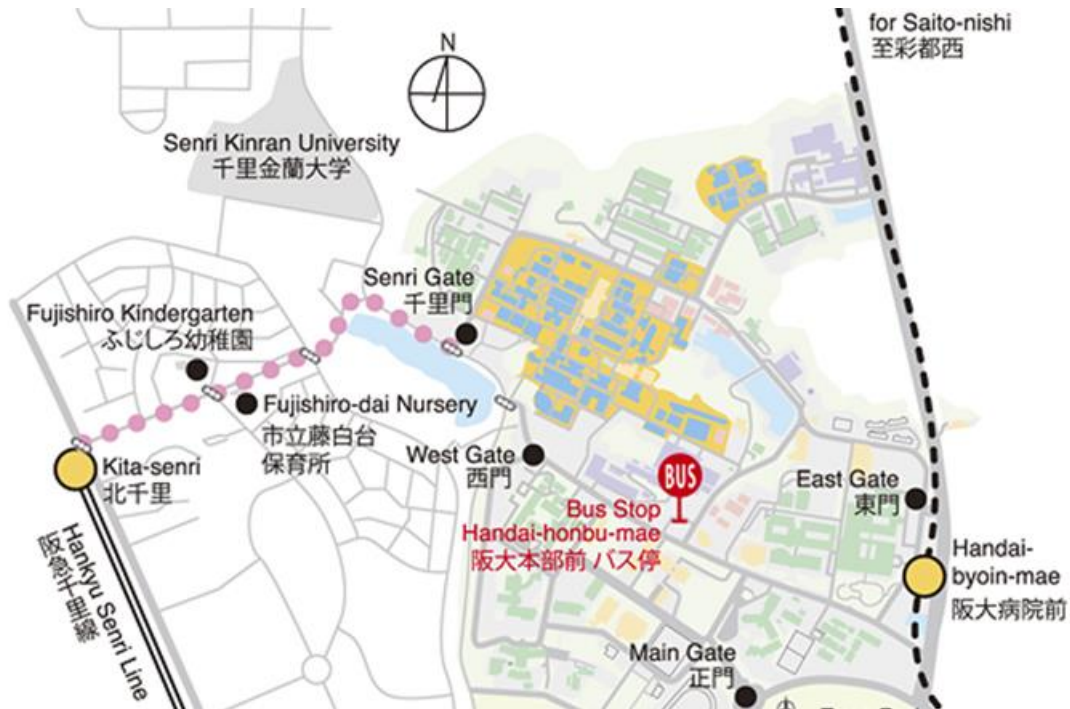 for Saito-nishi
至彩都西
N
Senri Kinran University
千里金蘭大学
Senri Gate
千里門
Fujishiro Kindergarten
ふじしろ幼稚園
Fujishiro-dai Nursery
市立藤白台
保育所
Kita-senri
北千里
West Gate
西門
BUS
Bus Stop
Handai-honbu-mae
阪大本部前 バス停
East Gate
東門
Handai-
byoin-mae
阪大病院前
Hankyu Senri Line
阪急千里線
Main Gate
正門